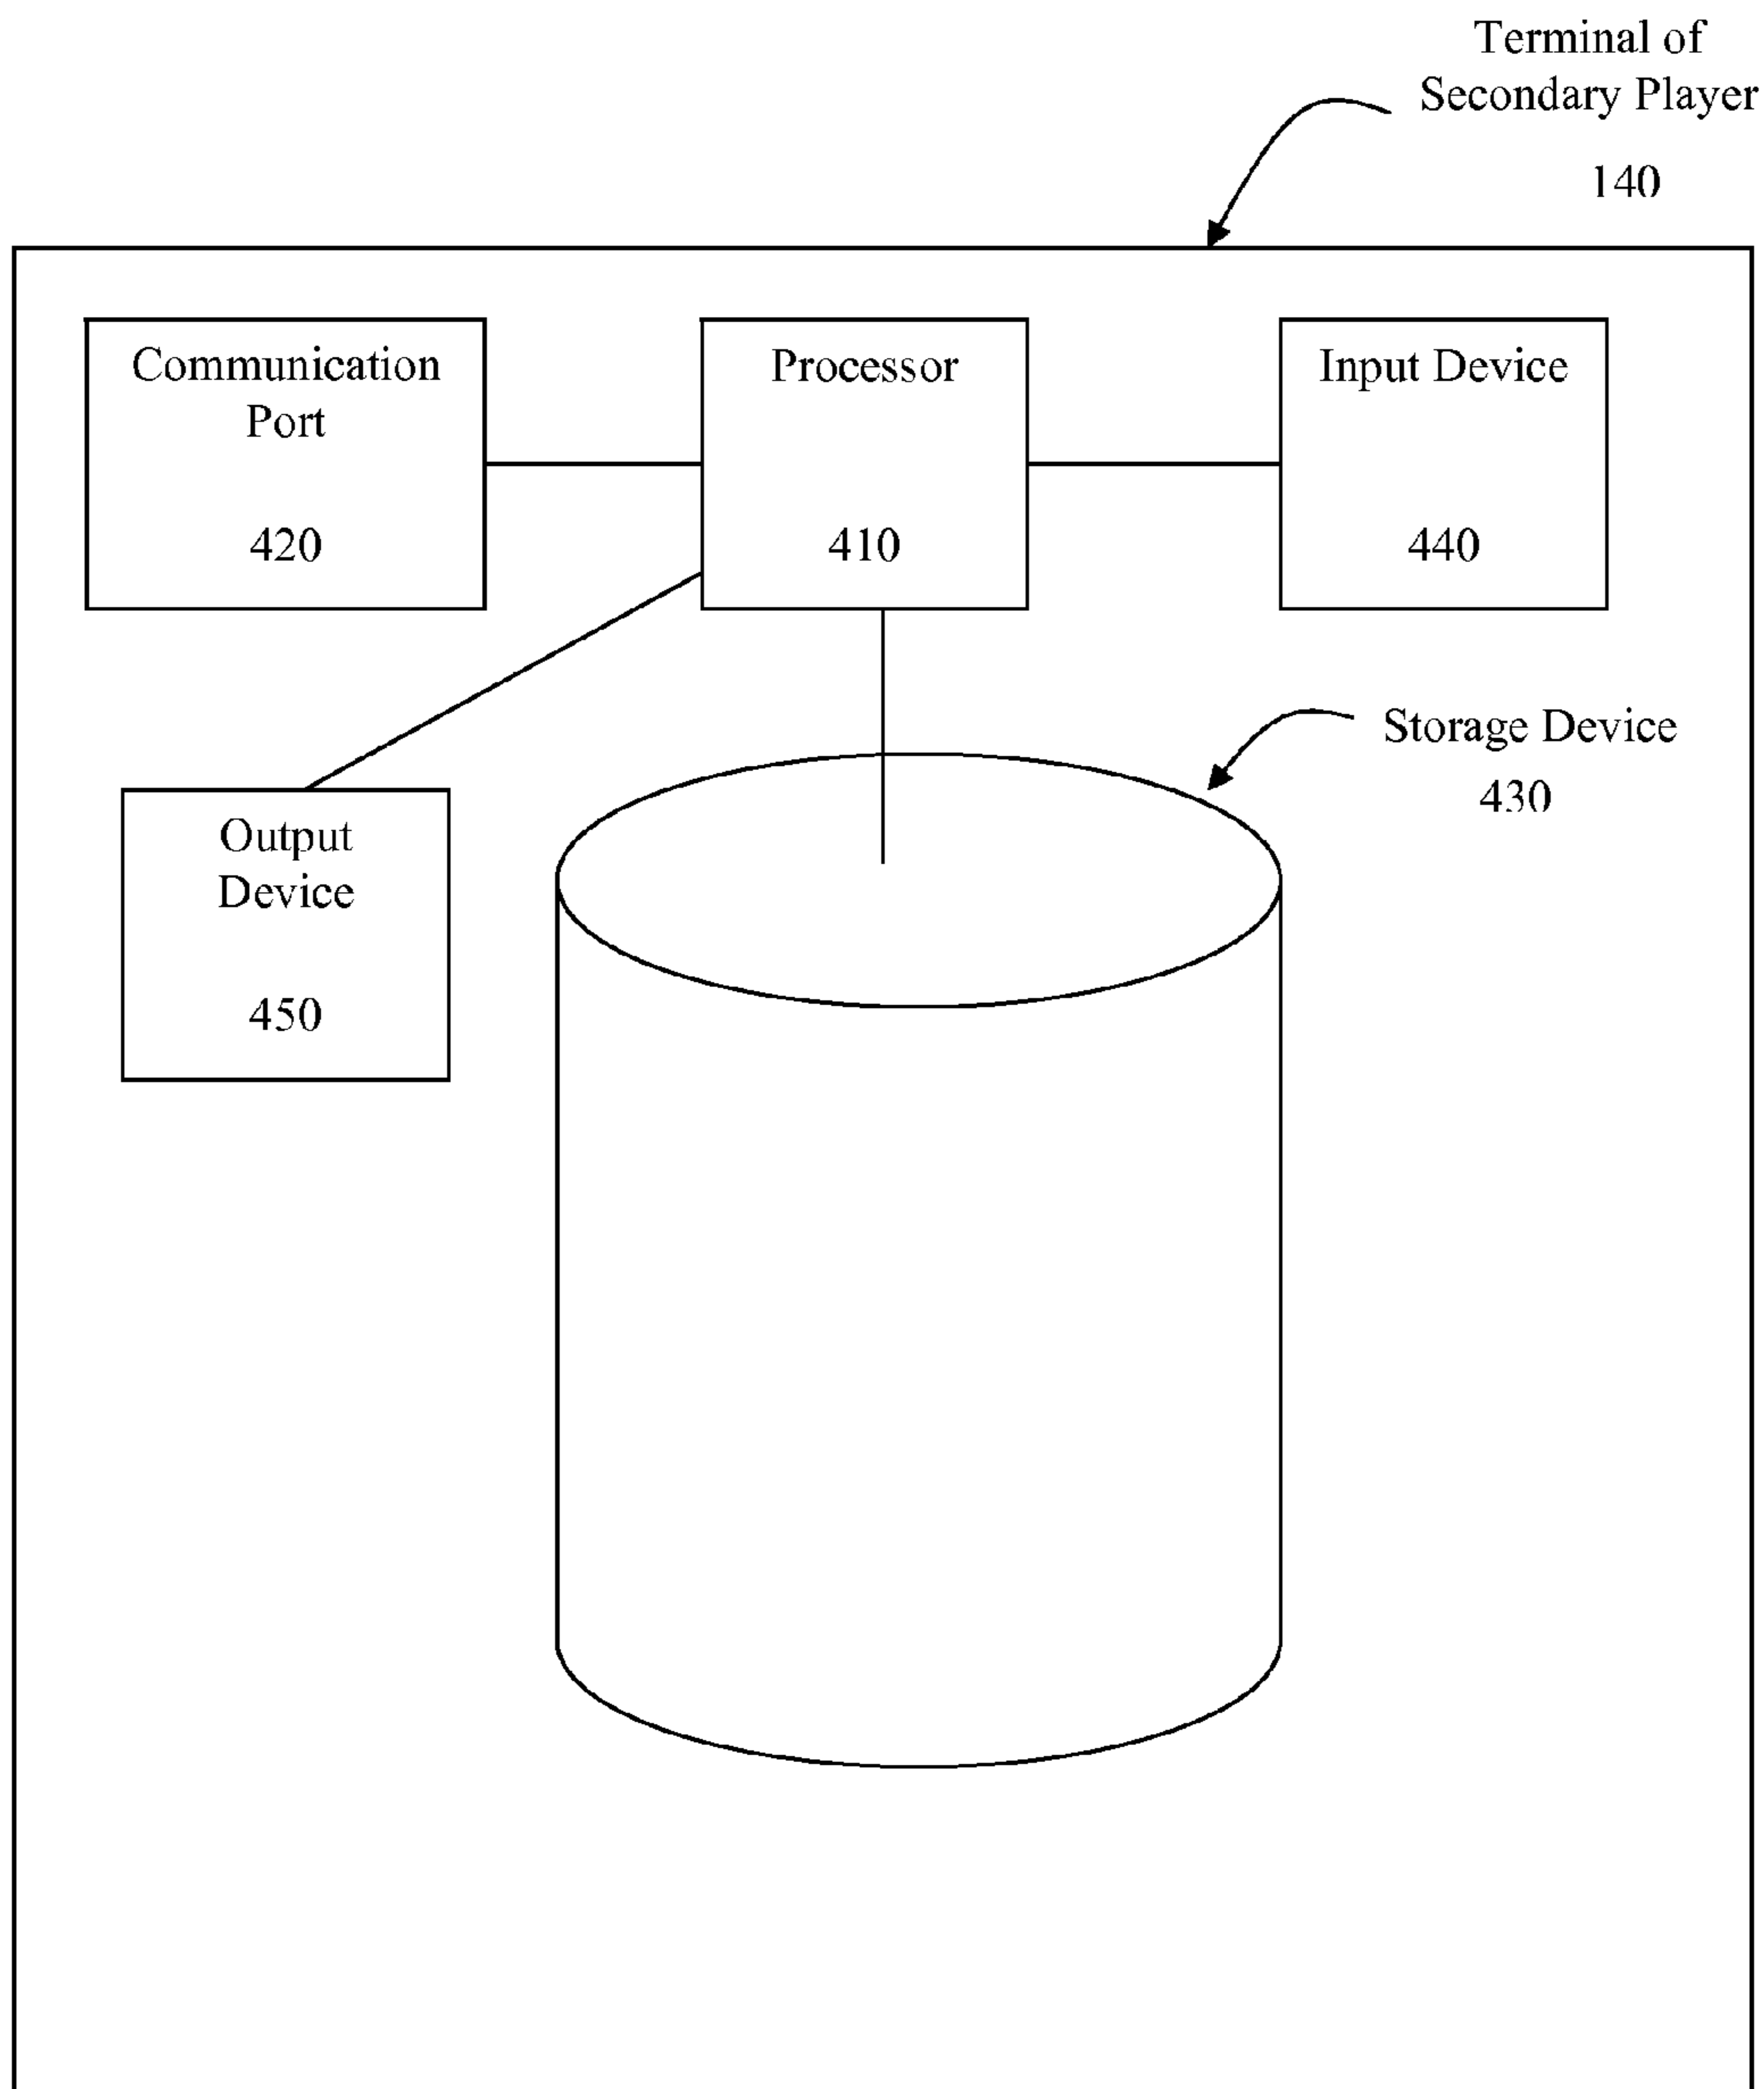 Terminal of
Secondary Player
140
Communication
Port
420
Processor
410
Input Device
440
Storage Device
430
Output
Device
450